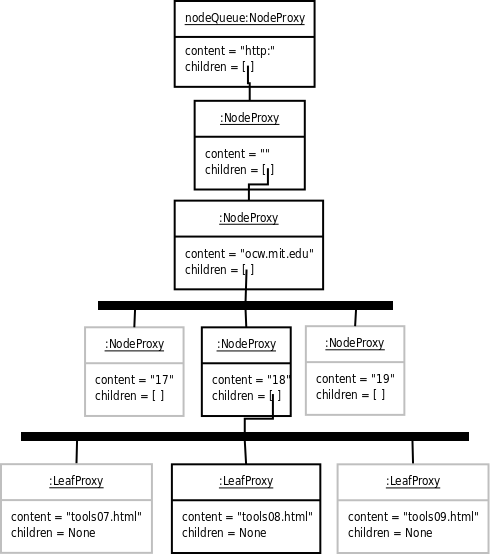 nodeQueue:NodeProxy
content = "http:"
children = [ ]
:NodeProxy
content = ""
children = [ ]
:NodeProxy
content = "ocw.mit.edu"
children = [ ]
:NodeProxy :NodeProxy :NodeProxy
content = "17" content = "18" content = "19"
children = [ ] children = [ ] children = [ ]
:LeafProxy :LeafProxy :LeafProxy
content = "tools07.html" content = "tools08.html" content = "tools09.html"
children = None children = None children = None